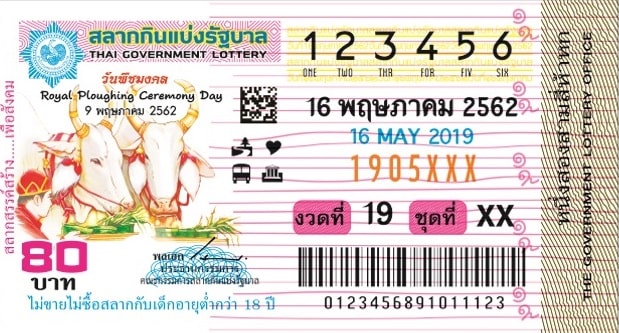 สลากกินแบ่งรัฐบาล
THAI GOVERNMENT LOTTERY
วันพืชมงคล
Royal Ploughing Ceremony Day
9 พฤษภาคม 2562
สลากสร้างสรรค์.....เพื่อสังคม
80
บาท
พลเอก
ประธานกรรมการ
คณะกรรมการสลากกินแบ่งรัฐบาล
ไม่ขายไม่ซื้อสลากกับเด็กอายุต่ำกว่า 18 ปี
1 2 3 4 5 6
ONE TWO THR FOR FIV SIX
16 พฤษภาคม 2562
16 MAY 2019
1905XXX
งวดที่ 19 ชุดที่ XX
0123456891011123
หนึ่งสองสามสี่ห้าหก
THE GOVERNMENT LOTTERY OFFICE